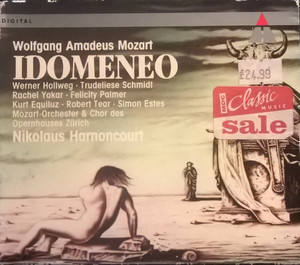 DIGITAL
Wolfgang Amadeus Mozart
IDOMENEO
Werner Hollweg · Trudeliese Schmidt
Rachel Yakar · Felicity Palmer
Kurt Equiluz · Robert Tear · Simon Estes
Mozart-Orchester & Chor des
Opernhauses Zürich
Nikolaus Harnoncourt
£24.99
Classic
MUSIC
sale